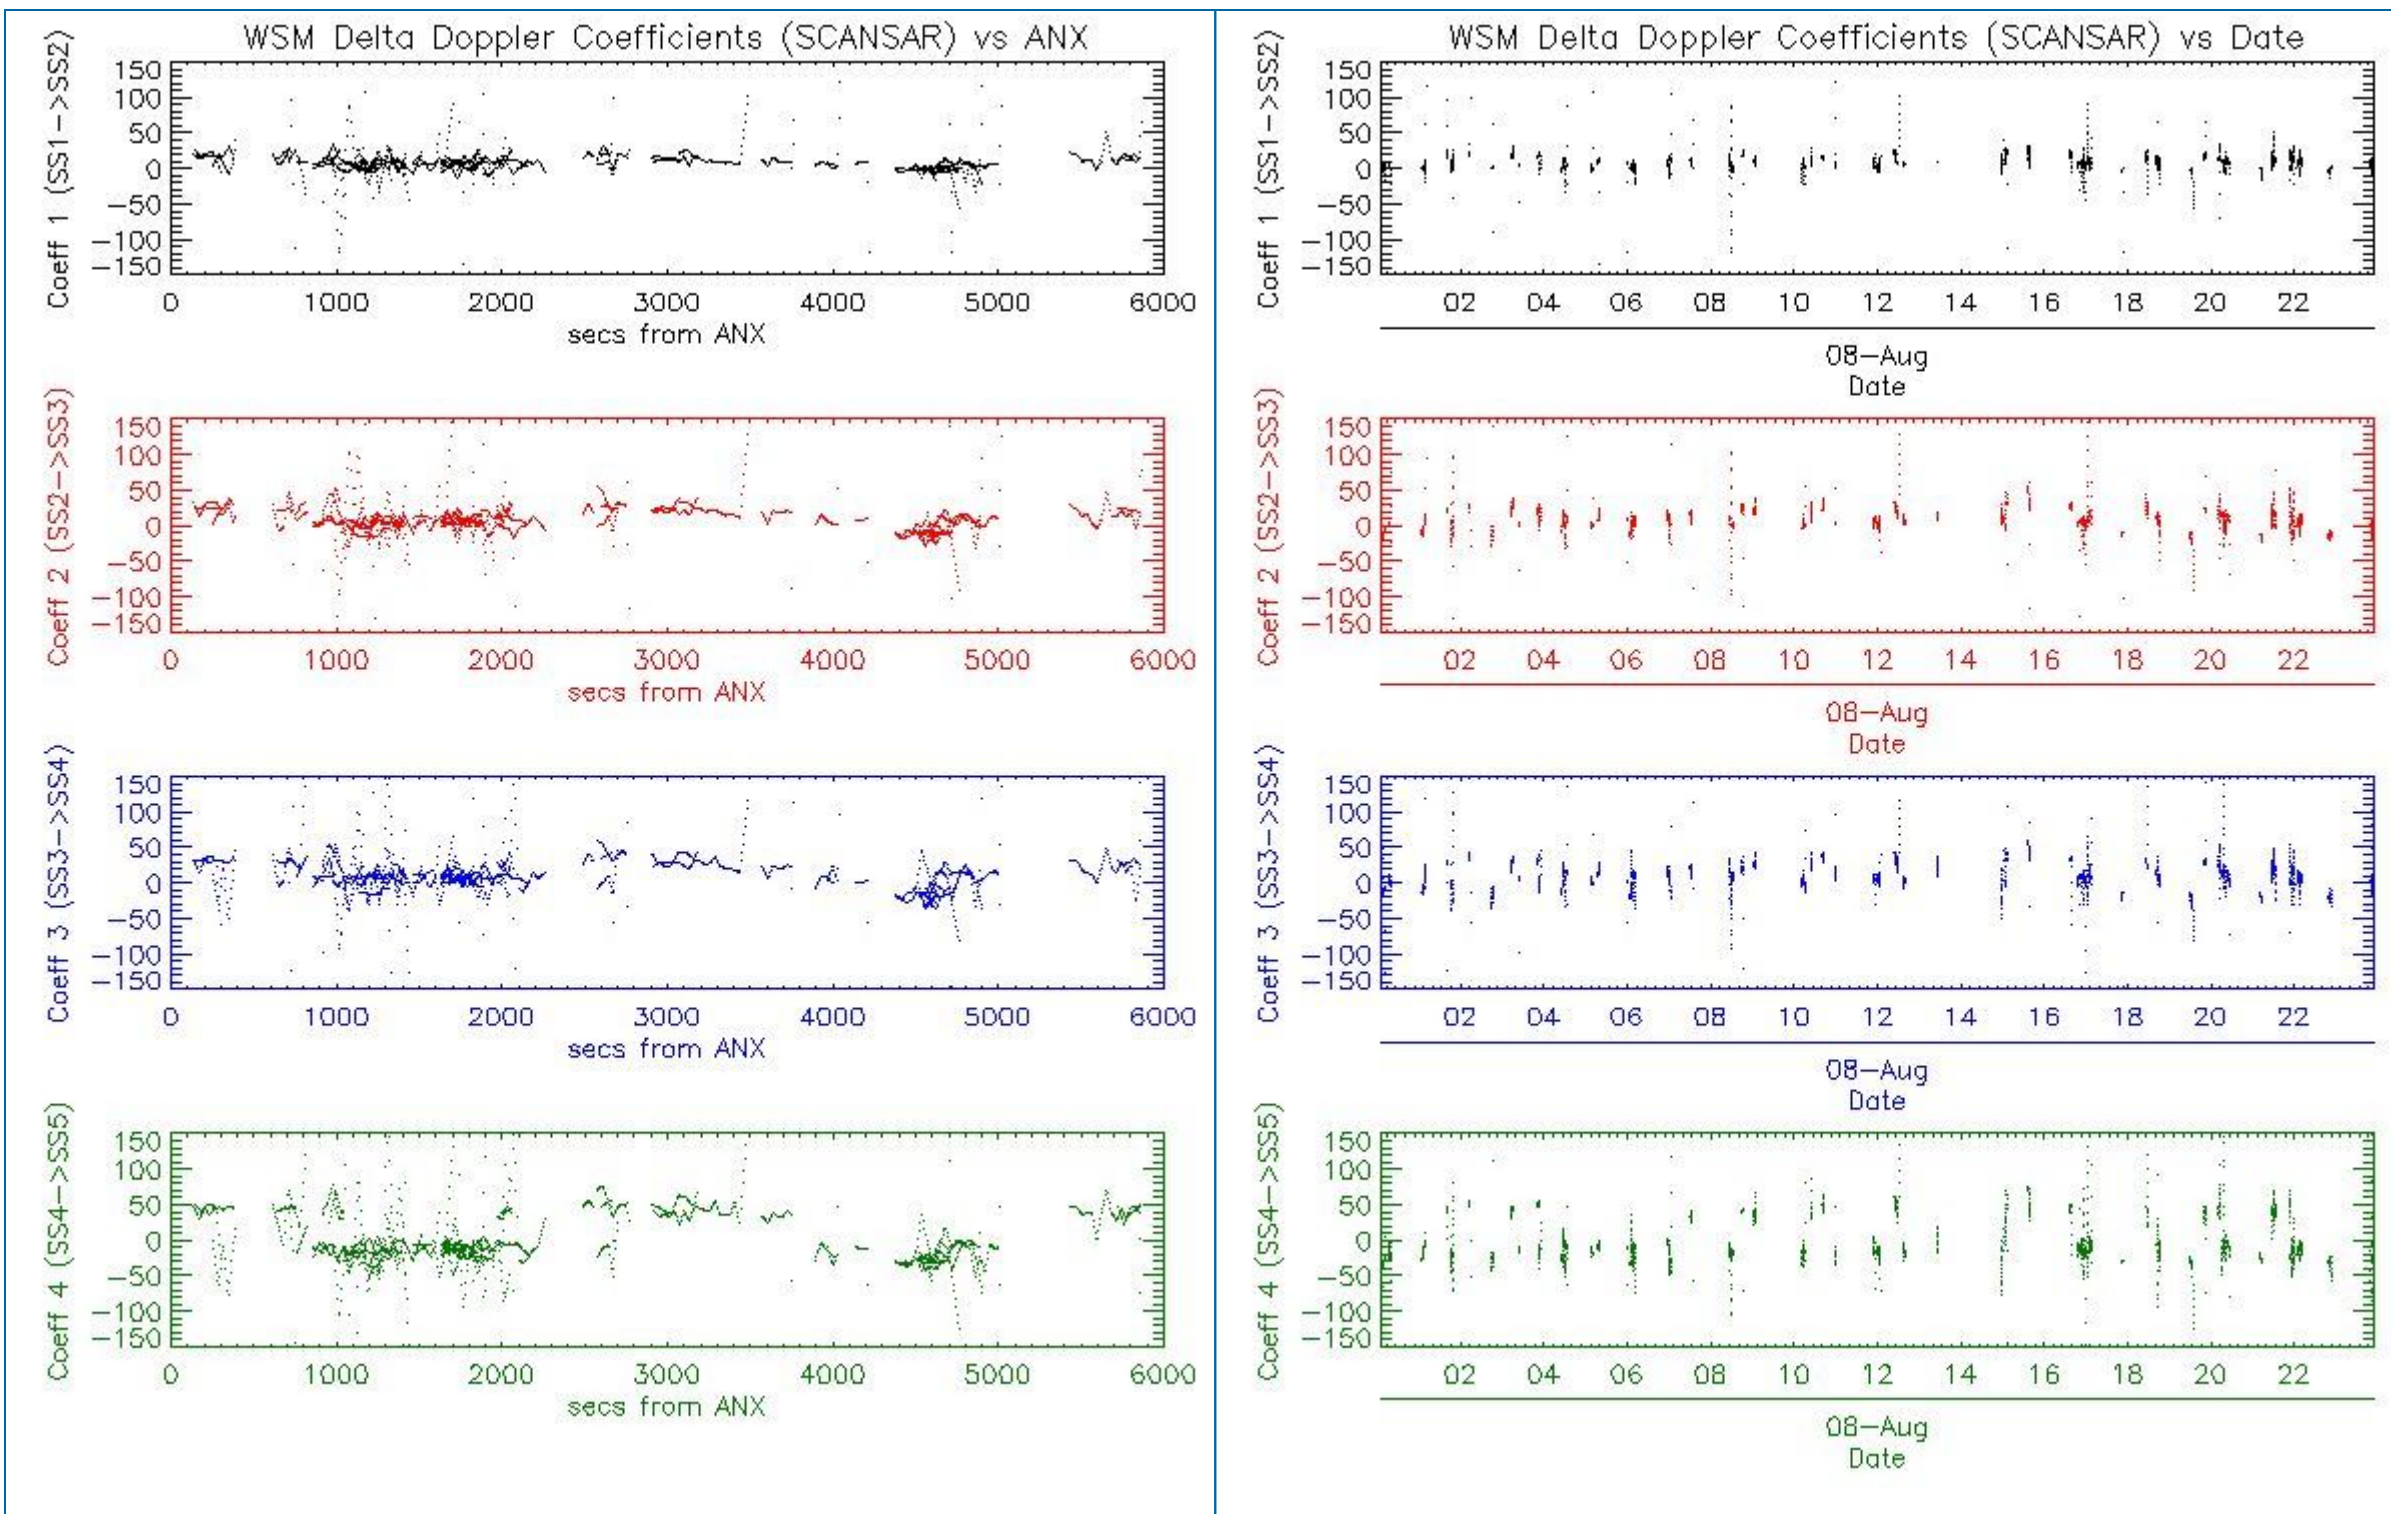 WSM Delta Doppler Coefficients (SCANSAR) vs ANX
Coeff 1 (SS1->SS2)
150
100
50
0
-50
-100
-150
0 1000 2000 3000 4000 5000 6000
secs from ANX
Coeff 2 (SS2->SS3)
150
100
50
0
-50
-100
-150
0 1000 2000 3000 4000 5000 6000
secs from ANX
Coeff 3 (SS3->SS4)
150
100
50
0
-50
-100
-150
0 1000 2000 3000 4000 5000 6000
secs from ANX
Coeff 4 (SS4->SS5)
150
100
50
0
-50
-100
-150
0 1000 2000 3000 4000 5000 6000
secs from ANX
WSM Delta Doppler Coefficients (SCANSAR) vs Date
Coeff 1 (SS1->SS2)
150
100
50
0
-50
-100
-150
02 04 06 08 10 12 14 16 18 20 22
08-Aug
Date
Coeff 2 (SS2->SS3)
150
100
50
0
-50
-100
-150
02 04 06 08 10 12 14 16 18 20 22
08-Aug
Date
Coeff 3 (SS3->SS4)
150
100
50
0
-50
-100
-150
02 04 06 08 10 12 14 16 18 20 22
08-Aug
Date
Coeff 4 (SS4->SS5)
150
100
50
0
-50
-100
-150
02 04 06 08 10 12 14 16 18 20 22
08-Aug
Date